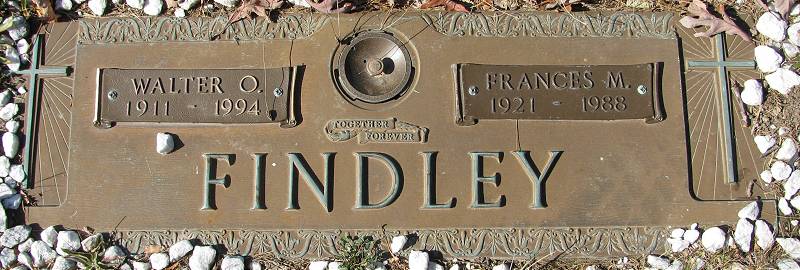 WALTER O.
1911 - 1994
FRANCES M.
1921 - 1988
TOGETHER
FOREVER
FINDLEY